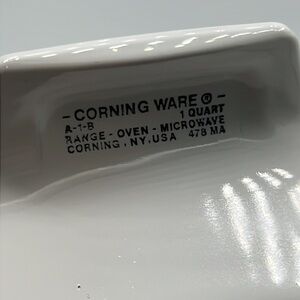 - CORNING WARE ® -
A-1-B 1 QUART
RANGE - OVEN - MICROWAVE
CORNING, NY, USA 478 MA